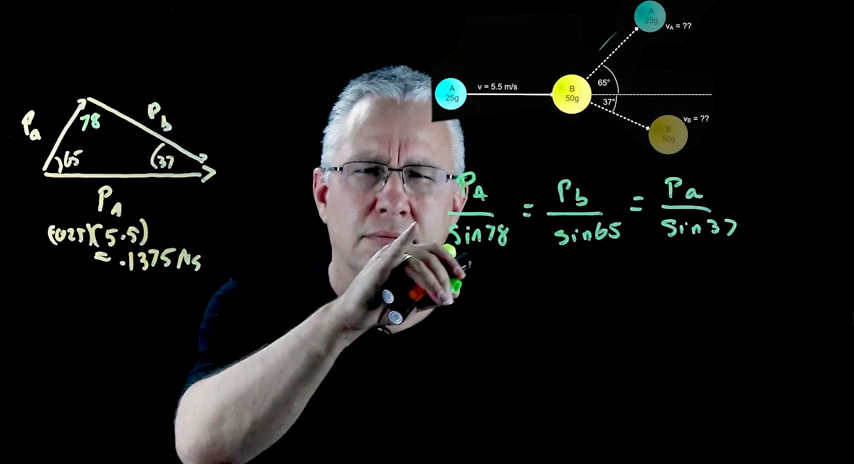 Pa
78
Pb
65
37
PA
(.025)(5.5)
= .1375 Ns
A
25g
vA = ??
A
25g
v = 5.5 m/s
B
50g
65°
37°
B
50g
vB = ??
PA/sin78 = Pb/sin65 = Pa/sin37